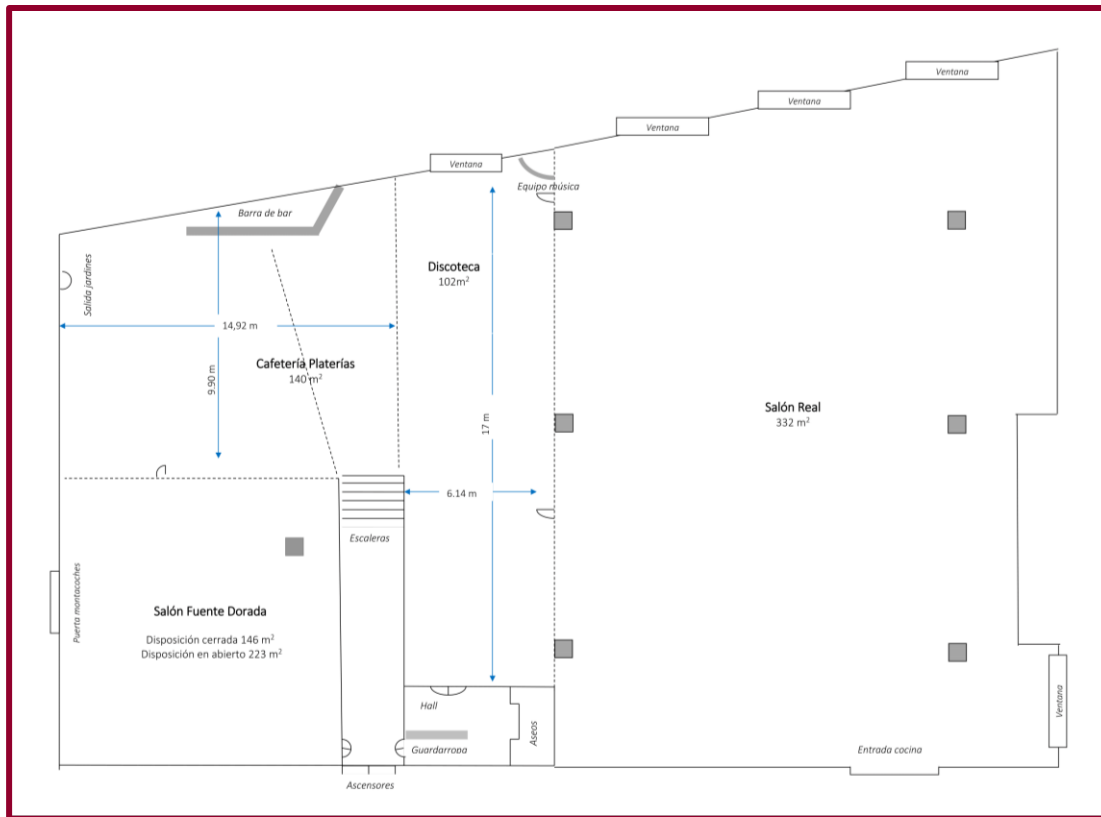 Ventana
Ventana
Ventana
Ventana
Equipo música
Barra de bar
Salida jardines
Discoteca
102m²
14,92 m
Cafetería Platerías
140 m²
9.90 m
17 m
Salón Real
332 m²
6.14 m
Escaleras
Puerta montacoches
Salón Fuente Dorada
Disposición cerrada 146 m²
Disposición en abierto 223 m²
Hall
Aseos
Guardarropa
Ventana
Entrada cocina
Ascensores